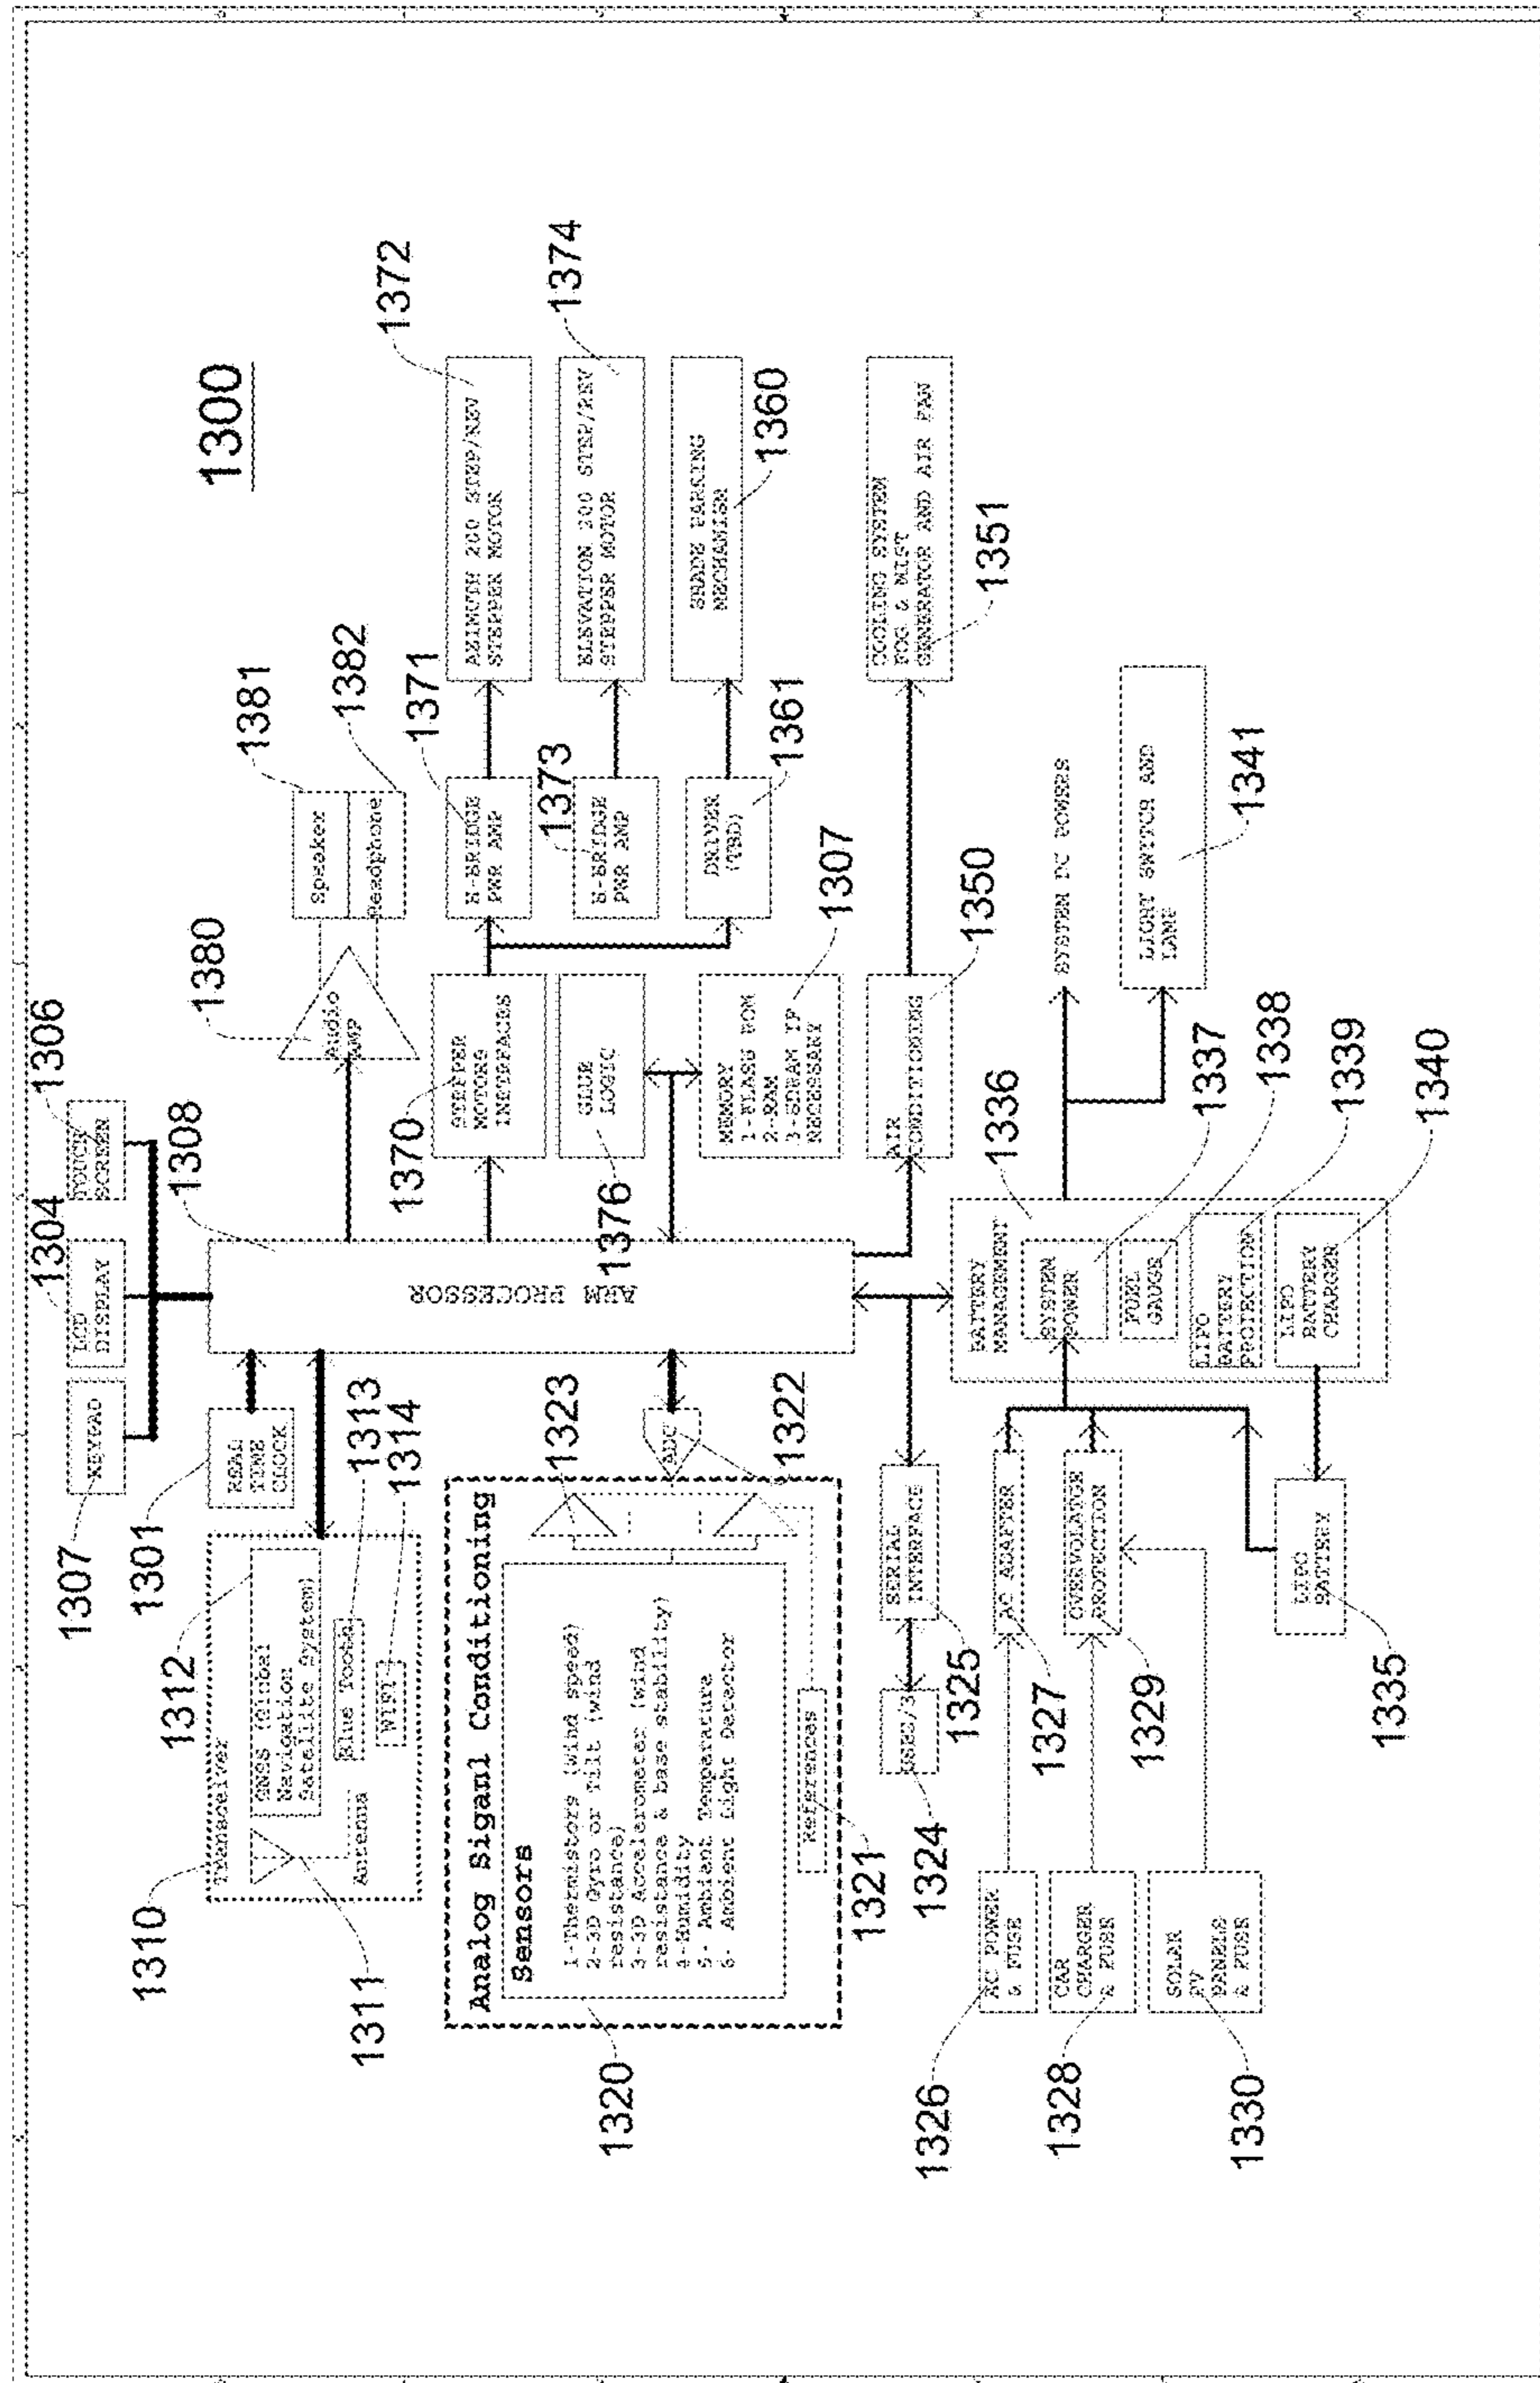 1300
1307
KEYPAD
1304
LCD
DISPLAY
1306
TOUCH
SCREEN
1308
ARM PROCESSOR
1301
REAL
TIME
CLOCK
1310
Transceiver
1312
GNSS (Global
Navigation
Satellite System)
1313
Blue Tooth
1314
WIFI
Antenna
1311
1380
Audio
AMP
1381
Speaker
1382
Headphone
1370
STEPPER
MOTORS
1371
H-BRIDGE
PWR AMP
1372
AZIMUTH 200 STEP/REV
STEPPER MOTOR
1373
H-BRIDGE
PWR AMP
1374
ELEVATION 200 STEP/REV
STEPPER MOTOR
1361
DRIVER
(TBD)
1360
SHADE PARKING
MECHANISM
1376
GLUE
LOGIC
1307
MEMORY
1-FLASH ROM
2-RAM
3-SDRAM IF
NECESSARY
1350
AIR
CONDITIONING
COOLING SYSTEM
FOG & MIST
GENERATOR AND AIR FAN
1351
Analog Siganl Conditioning
Sensors
1-Thermistors (wind speed)
2-3D Gyro or Tilt (wind
resistance)
3-3D Accelerometer (wind
resistance & base stability)
4-Humidity
5- Ambient Temperature
6- Ambient Light Detector
1320
References
1321
1323
ADC
1322
1324
SERIAL
INTERFACE
1325
1326
AC POWER
& FUSE
AC ADAPTER
1327
1328
CAR
CHARGER
& FUSE
1329
PROTECTION
1330
SOLAR
PV
PANELS
& FUSE
LIPO
BATTERY
1335
1336
BATTERY
MANAGEMENT
SYSTEM
POWER
1337
FUEL
GAUGE
1338
LIPO
BATTERY
PROTECTION
1339
LIPO
BATTERY
CHARGER
1340
SYSTEM DC POWERS
LIGHT SWITCH AND
LAMP
1341